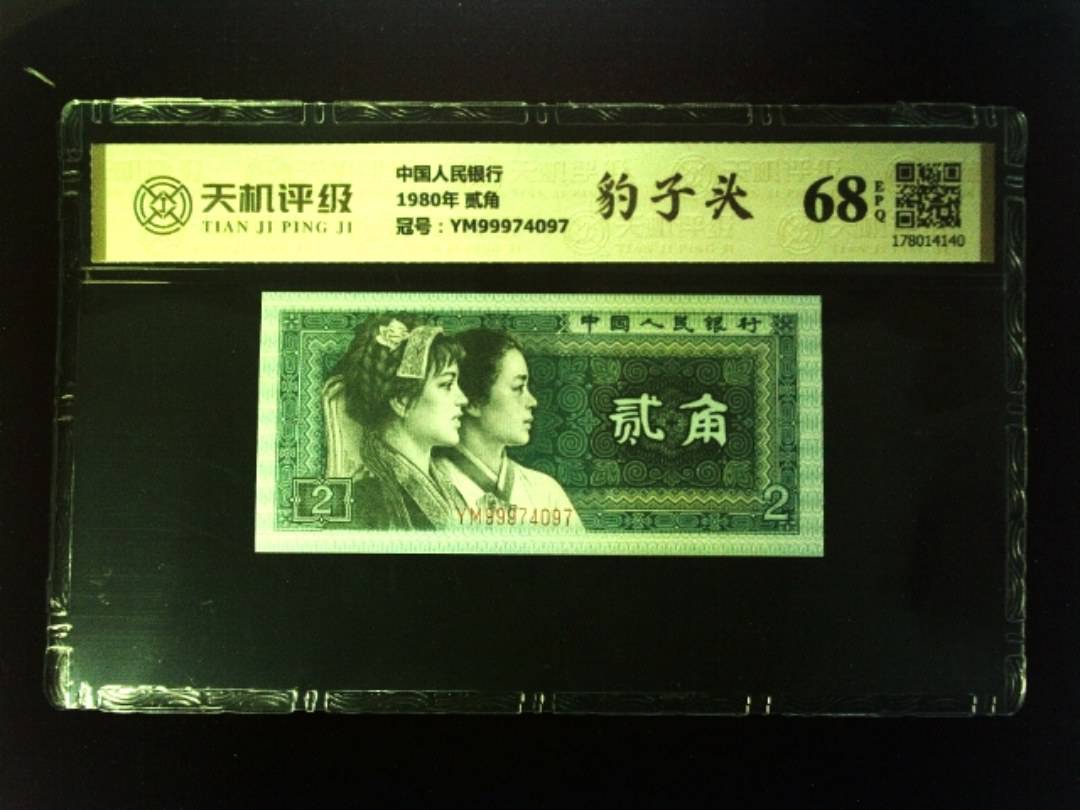 天机评级
TIAN JI PING JI
中国人民银行
1980年 贰角
冠号：YM99974097
豹子头
68
EPQ
178014140
中国人民银行
贰角
2
YM99974097
2